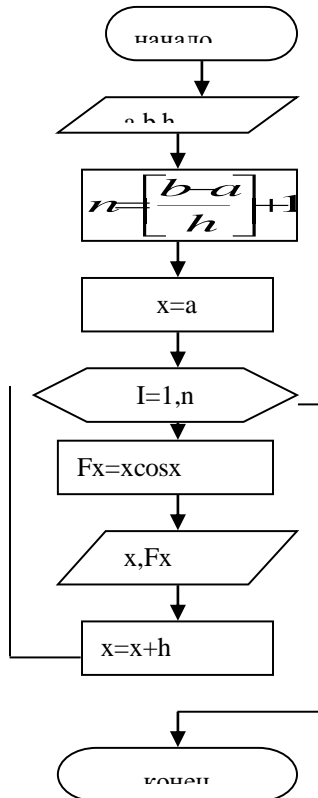 начало
a,b,h
n=[b-a/h]+1
x=a
I=1,n
Fx=xcosx
x,Fx
x=x+h
конец